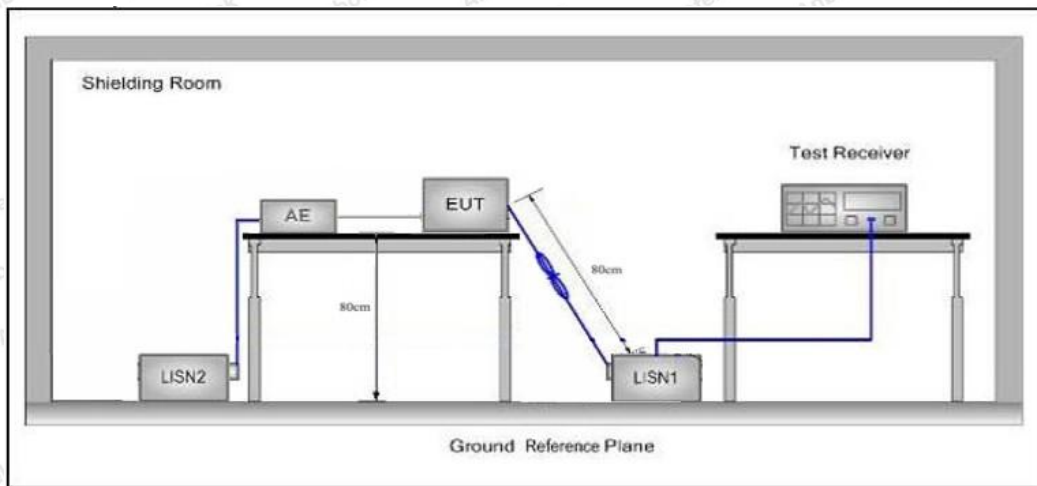 Shielding Room
Test Receiver
AE
EUT
80cm
80cm
LISN2
LISN1
Ground Reference Plane